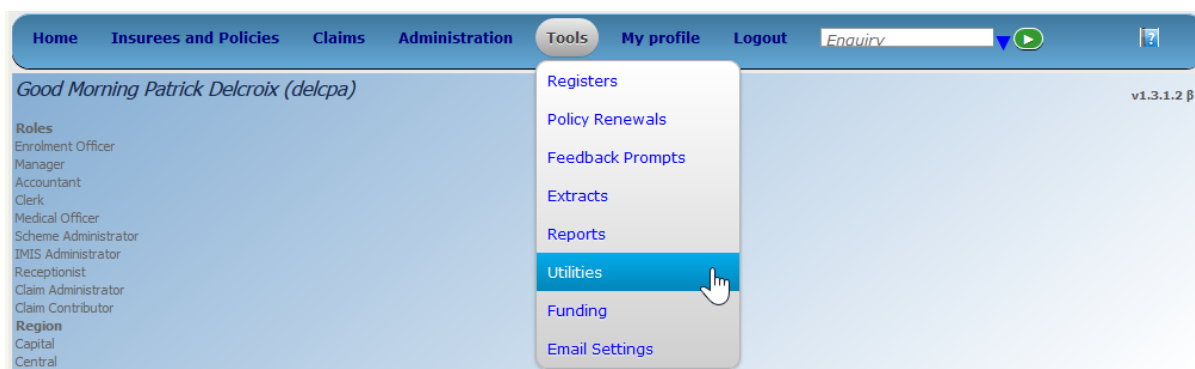 Home Insurees and Policies Claims Administration Tools My profile Logout Enquiry ?
Good Morning Patrick Delcroix (delcpa)
v1.3.1.2 β
Roles
Enrolment Officer
Manager
Accountant
Clerk
Medical Officer
Scheme Administrator
IMIS Administrator
Receptionist
Claim Administrator
Claim Contributor
Region
Capital
Central
Registers
Policy Renewals
Feedback Prompts
Extracts
Reports
Utilities
Funding
Email Settings